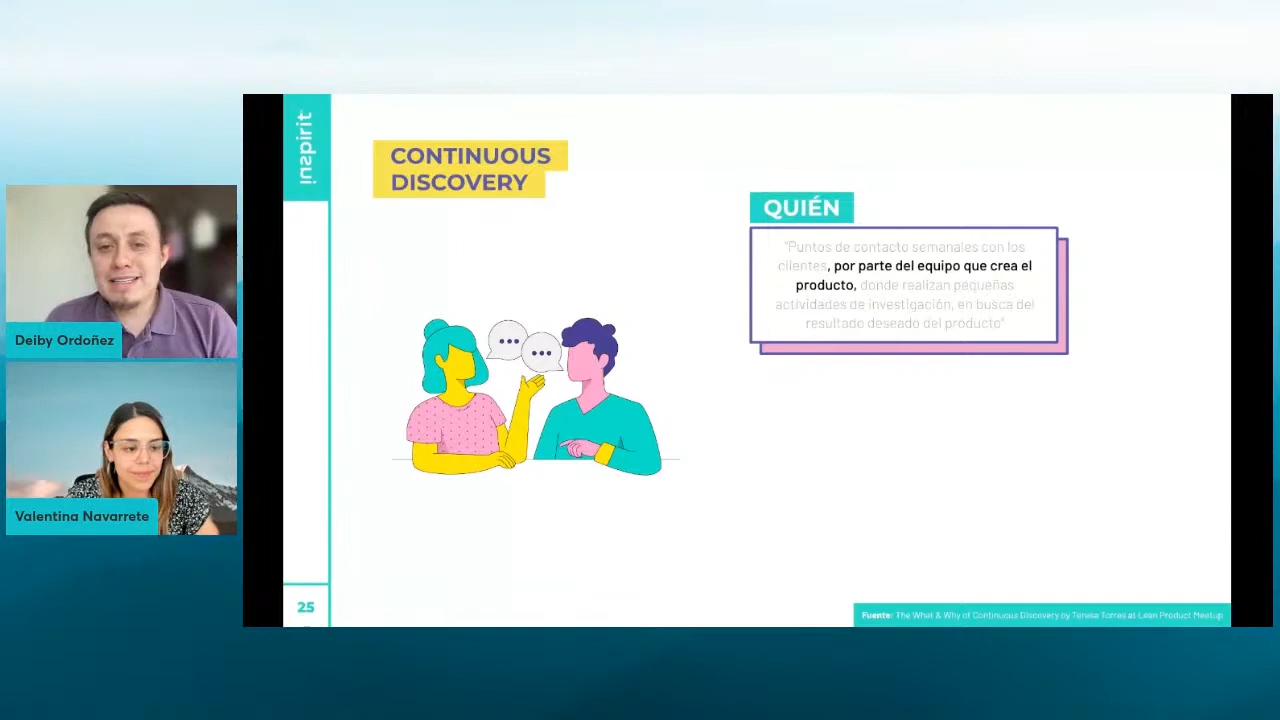 inspirit
CONTINUOUS
DISCOVERY
QUIÉN
"Puntos de contacto semanales con los
clientes, por parte del equipo que crea el
producto, donde realizan pequeñas
actividades de investigación, en busca del
resultado deseado del producto"
Deiby Ordoñez
Valentina Navarrete
25
Fuente: The What & Why of Continuous Discovery by Teresa Torres at Lean Product Meetup